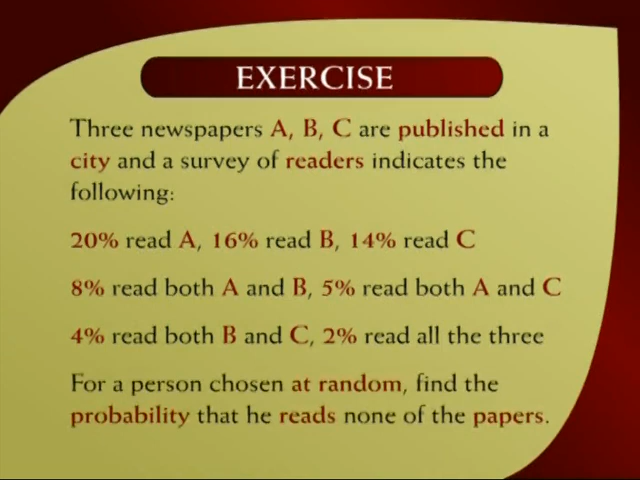 EXERCISE
Three newspapers A, B, C are published in a
city and a survey of readers indicates the
following:
20% read A, 16% read B, 14% read C
8% read both A and B, 5% read both A and C
4% read both B and C, 2% read all the three
For a person chosen at random, find the
probability that he reads none of the papers.